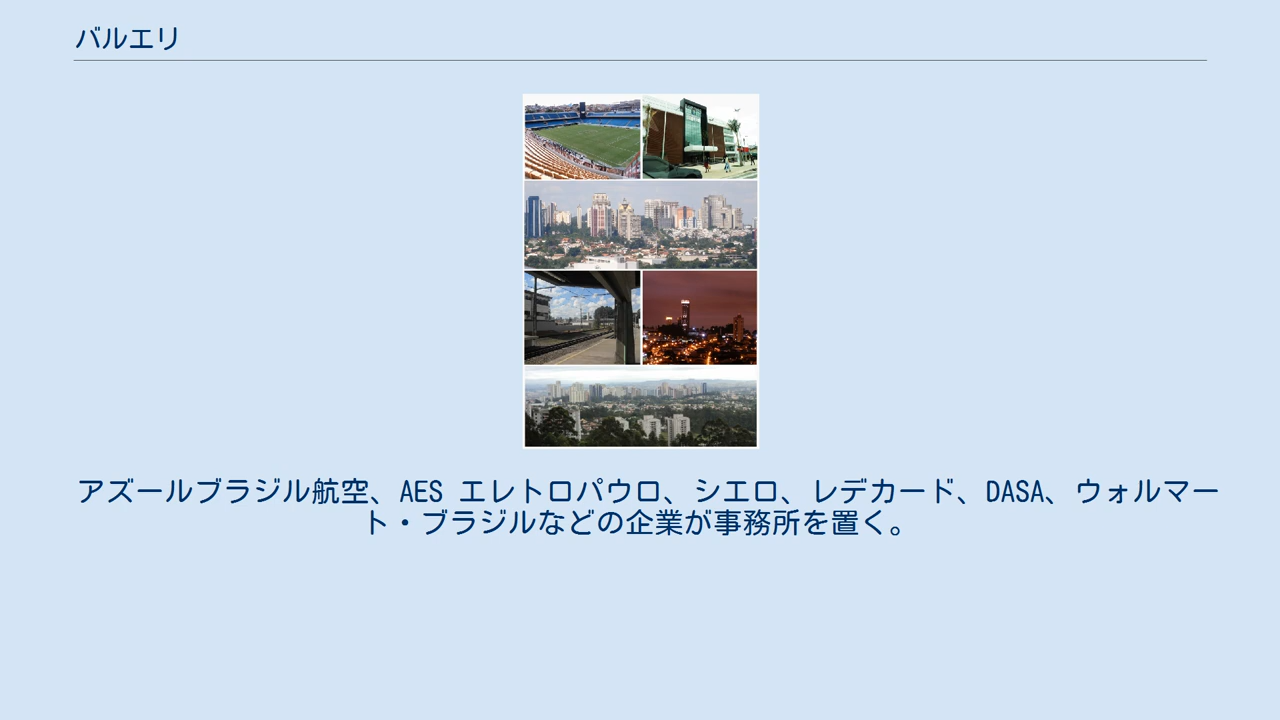 バルエリ
アズールブラジル航空、AES エレトロパウロ、シエロ、レデカード、DASA、ウォルマー
ト・ブラジルなどの企業が事務所を置く。